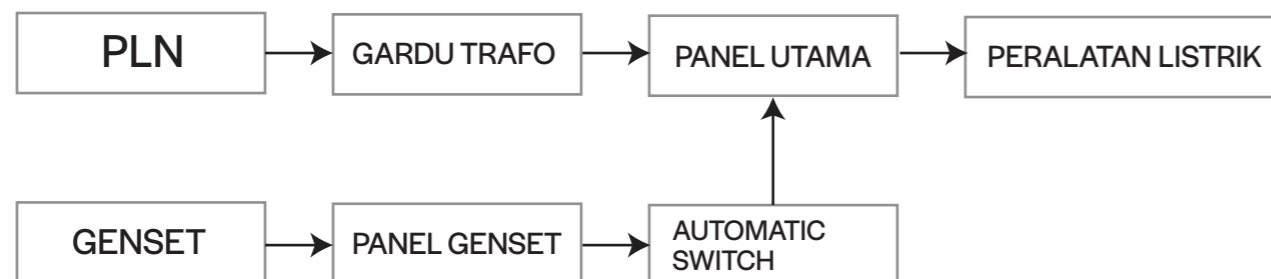 PLN
GARDU TRAFO
PANEL UTAMA
PERALATAN LISTRIK
GENSET
PANEL GENSET
AUTOMATIC
SWITCH